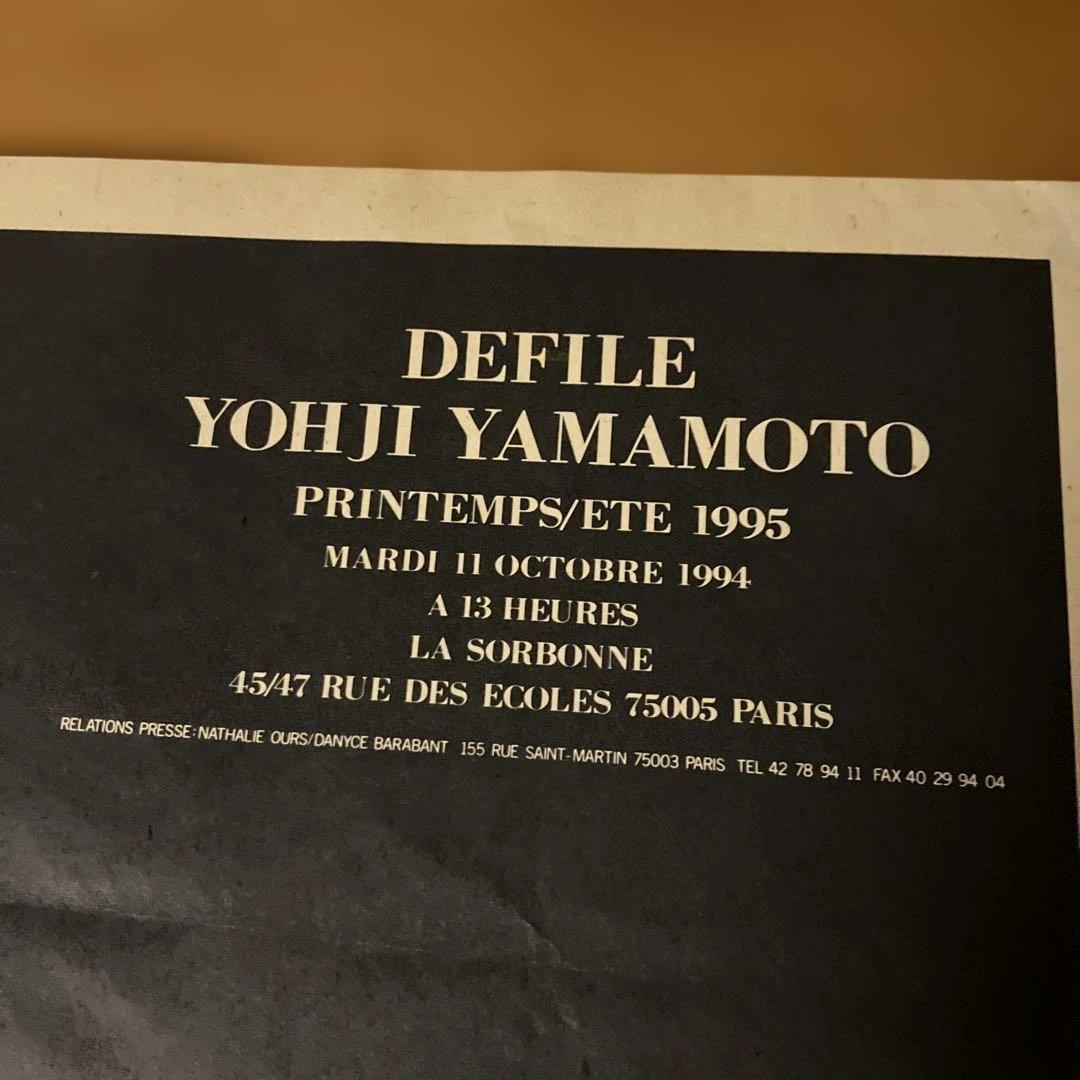 DEFILE
YOHJI YAMAMOTO
PRINTEMPS/ETE 1995
MARDI 11 OCTOBRE 1994
A 13 HEURES
LA SORBONNE
45/47 RUE DES ECOLES 75005 PARIS
RELATIONS PRESSE: NATHALIE OURS/DANYCE BARABANT 155 RUE SAINT-MARTIN 75003 PARIS TEL 42 78 94 11 FAX 40 29 94 04